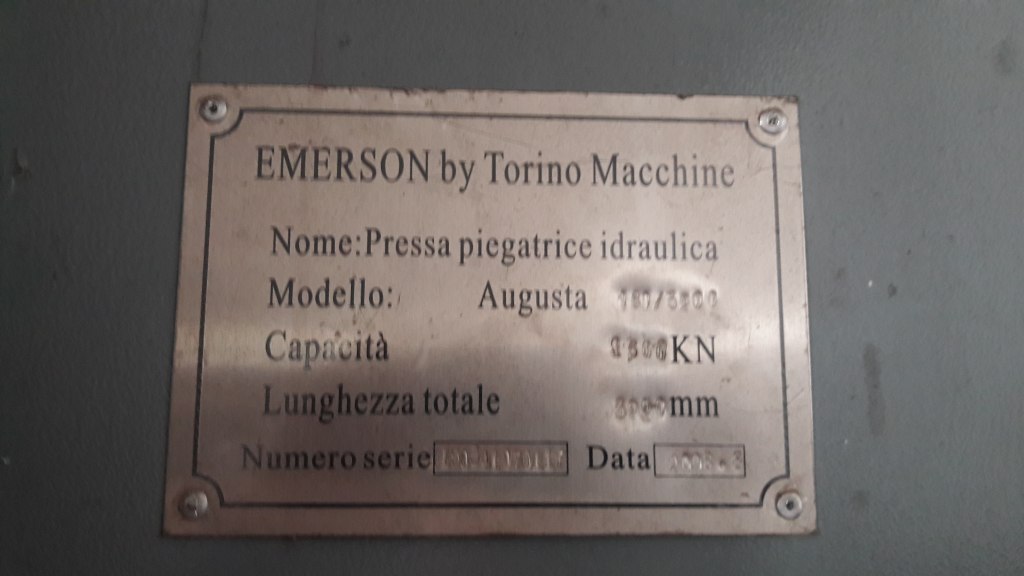 EMERSON by Torino Macchine
Nome:Pressa piegatrice idraulica
Modello: Augusta
Capacità KN
Lunghezza totale mm
Numero serie Data